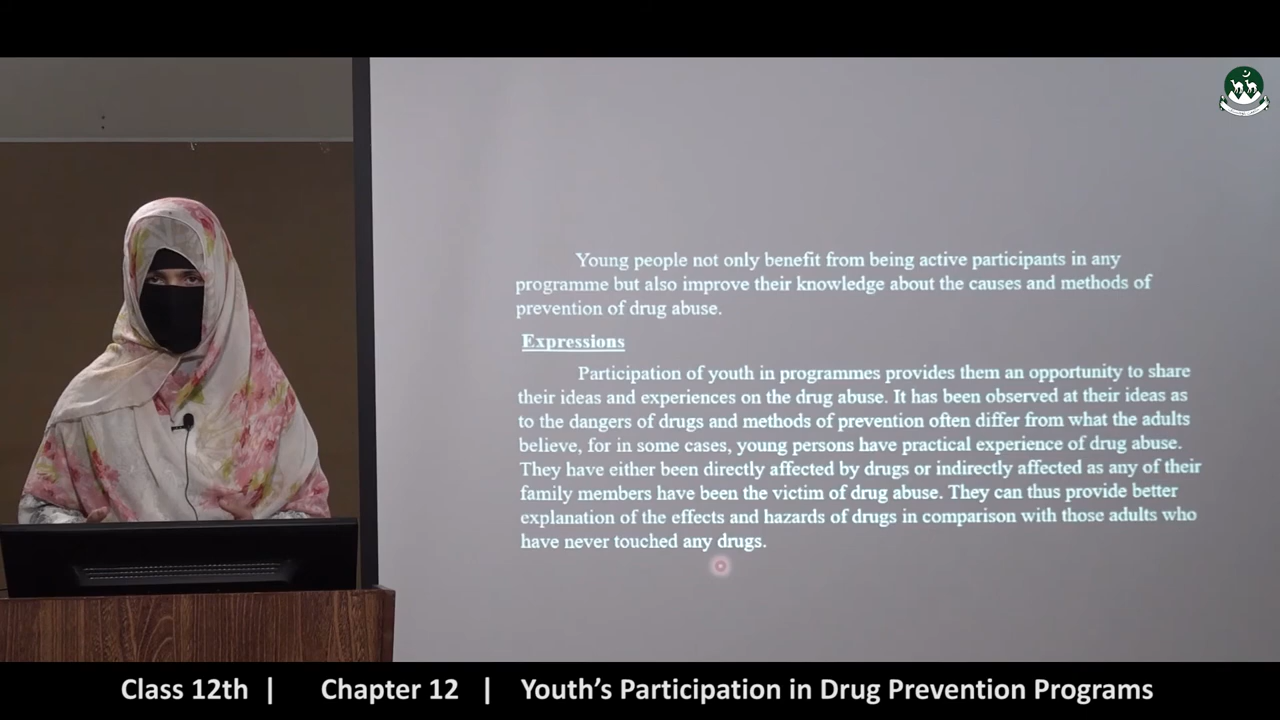 Young people not only benefit from being active participants in any
programme but also improve their knowledge about the causes and methods of
prevention of drug abuse.
Expressions
Participation of youth in programmes provides them an opportunity to share
their ideas and experiences on the drug abuse. It has been observed at their ideas as
to the dangers of drugs and methods of prevention often differ from what the adults
believe, for in some cases, young persons have practical experience of drug abuse.
They have either been directly affected by drugs or indirectly affected as any of their
family members have been the victim of drug abuse. They can thus provide better
explanation of the effects and hazards of drugs in comparison with those adults who
have never touched any drugs.
Class 12th | Chapter 12 | Youth's Participation in Drug Prevention Programs